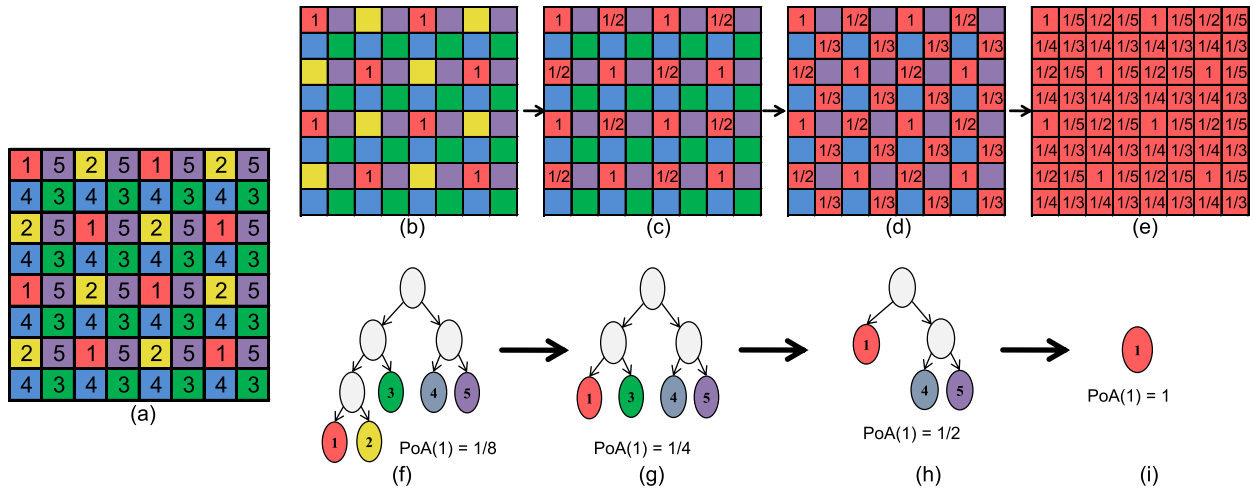 1 5 2 5 1 5 2 5
4 3 4 3 4 3 4 3
2 5 1 5 2 5 1 5
4 3 4 3 4 3 4 3
1 5 2 5 1 5 2 5
4 3 4 3 4 3 4 3
2 5 1 5 2 5 1 5
4 3 4 3 4 3 4 3
(a)
1 1
1 1
1 1
1 1
(b)
1 1/2 1 1/2
1/2 1 1/2 1
1 1/2 1 1/2
1/2 1 1/2 1
(c)
1 1/2 1 1/2
1/3 1/3 1/3 1/3
1/2 1 1/2 1
1/3 1/3 1/3 1/3
1 1/2 1 1/2
1/3 1/3 1/3 1/3
1/2 1 1/2 1
1/3 1/3 1/3 1/3
(d)
1 1/5 1/2 1/5 1 1/5 1/2 1/5
1/4 1/3 1/4 1/3 1/4 1/3 1/4 1/3
1/2 1/5 1 1/5 1/2 1/5 1 1/5
1/4 1/3 1/4 1/3 1/4 1/3 1/4 1/3
1 1/5 1/2 1/5 1 1/5 1/2 1/5
1/4 1/3 1/4 1/3 1/4 1/3 1/4 1/3
1/2 1/5 1 1/5 1/2 1/5 1 1/5
1/4 1/3 1/4 1/3 1/4 1/3 1/4 1/3
(e)
3 4 5
1 2
PoA(1) = 1/8
(f)
1 3 4 5
PoA(1) = 1/4
(g)
1
4 5
PoA(1) = 1/2
(h)
1
PoA(1) = 1
(i)